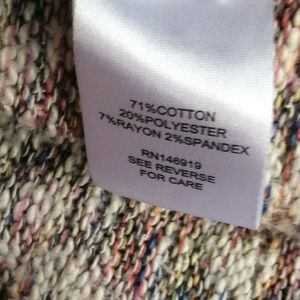 71%COTTON
20%POLYESTER
7%RAYON 2%SPANDEX
RN146919
SEE REVERSE
FOR CARE